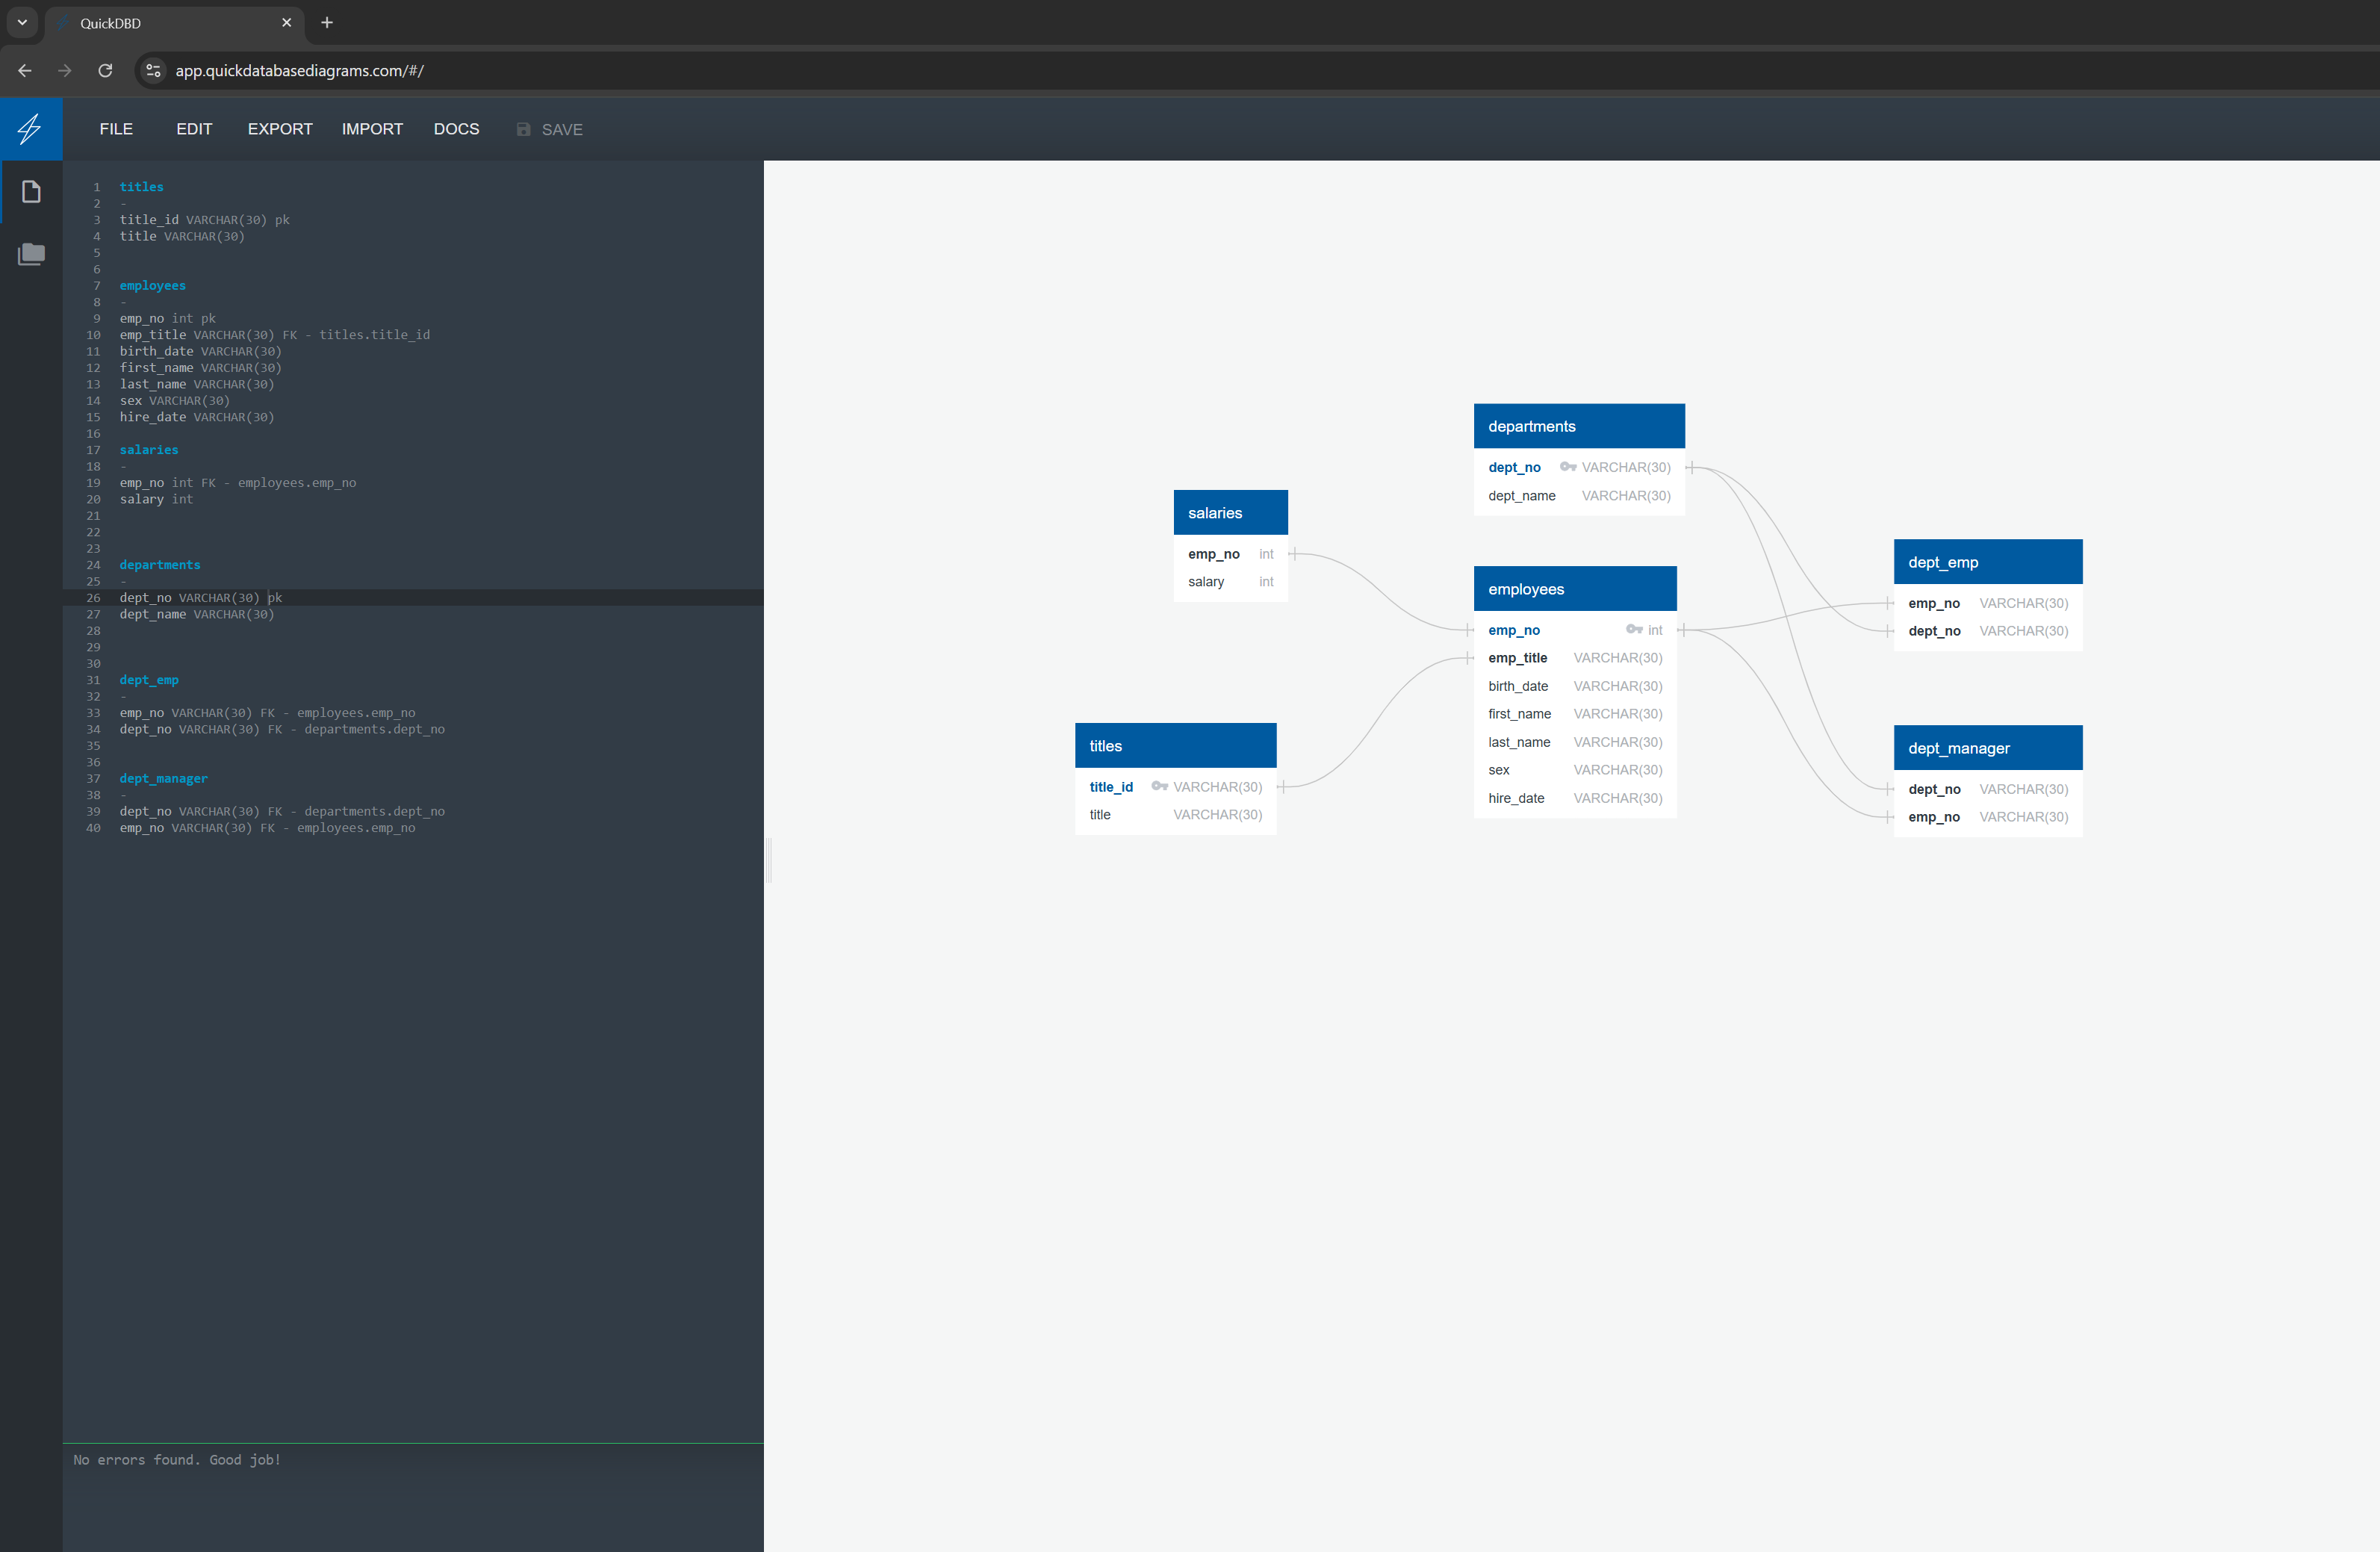 QuickDBD
app.quickdatabasediagrams.com/#/
FILE EDIT EXPORT IMPORT DOCS SAVE
1 titles
2 -
3 title_id VARCHAR(30) pk
4 title VARCHAR(30)
5
6
7 employees
8 -
9 emp_no int pk
10 emp_title VARCHAR(30) FK - titles.title_id
11 birth_date VARCHAR(30)
12 first_name VARCHAR(30)
13 last_name VARCHAR(30)
14 sex VARCHAR(30)
15 hire_date VARCHAR(30)
16
17 salaries
18 -
19 emp_no int FK - employees.emp_no
20 salary int
21
22
23
24 departments
25 -
26 dept_no VARCHAR(30) pk
27 dept_name VARCHAR(30)
28
29
30
31 dept_emp
32 -
33 emp_no VARCHAR(30) FK - employees.emp_no
34 dept_no VARCHAR(30) FK - departments.dept_no
35
36
37 dept_manager
38 -
39 dept_no VARCHAR(30) FK - departments.dept_no
40 emp_no VARCHAR(30) FK - employees.emp_no
No errors found. Good job!
departments
dept_no VARCHAR(30)
dept_name VARCHAR(30)
salaries
emp_no int
salary int
employees
emp_no int
emp_title VARCHAR(30)
birth_date VARCHAR(30)
first_name VARCHAR(30)
last_name VARCHAR(30)
sex VARCHAR(30)
hire_date VARCHAR(30)
dept_emp
emp_no VARCHAR(30)
dept_no VARCHAR(30)
titles
title_id VARCHAR(30)
title VARCHAR(30)
dept_manager
dept_no VARCHAR(30)
emp_no VARCHAR(30)